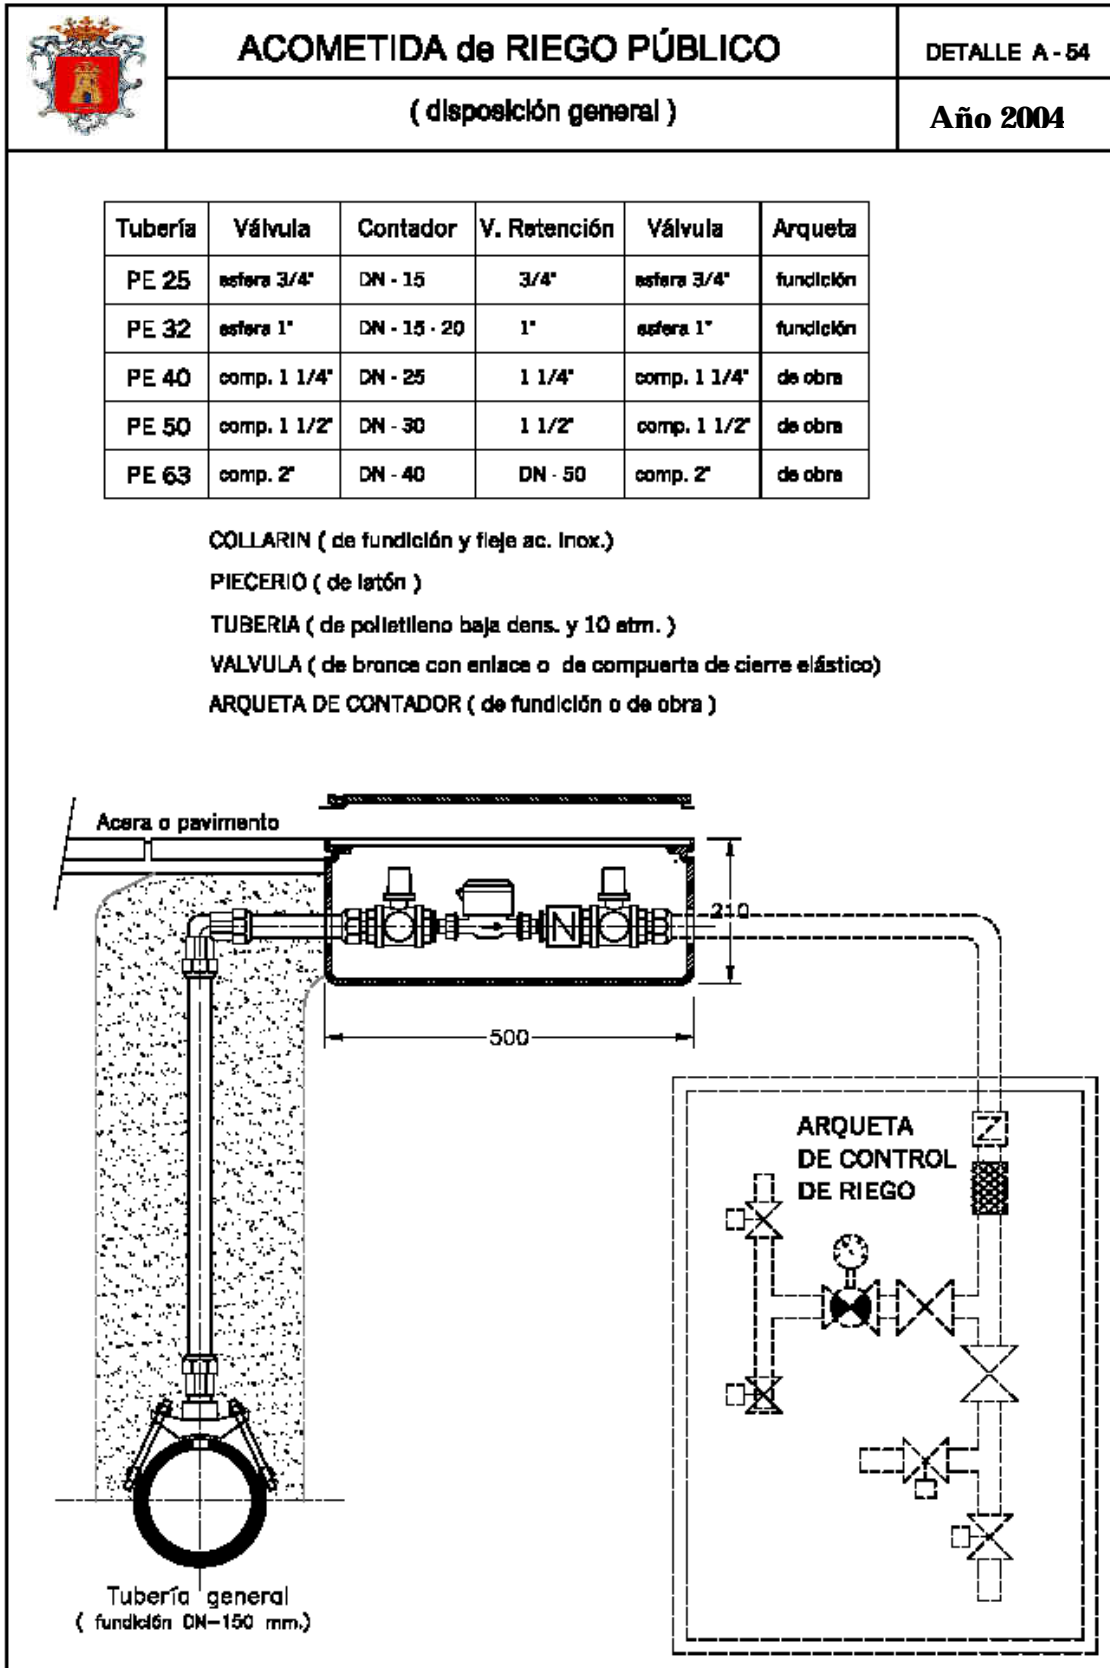 ACOMETIDA de RIEGO PÚBLICO
DETALLE A - 54
( disposición general )
Año 2004
Tubería Válvula Contador V. Retención Válvula Arqueta
PE 25 esfera 3/4" DN - 15 3/4" esfera 3/4" fundición
PE 32 esfera 1" DN - 15 - 20 1" esfera 1" fundición
PE 40 comp. 1 1/4" DN - 25 1 1/4" comp. 1 1/4" de obra
PE 50 comp. 1 1/2" DN - 30 1 1/2" comp. 1 1/2" de obra
PE 63 comp. 2" DN - 40 DN - 50 comp. 2" de obra
COLLARIN ( de fundición y fleje ac. inox.)
PIECERIO ( de latón )
TUBERIA ( de polietileno baja dens. y 10 atm. )
VALVULA ( de bronce con enlace o de compuerta de cierre elástico)
ARQUETA DE CONTADOR ( de fundición o de obra )
Acera o pavimento
210
N
500
ARQUETA
DE CONTROL
DE RIEGO
Z
Tubería general
( fundición DN-150 mm.)